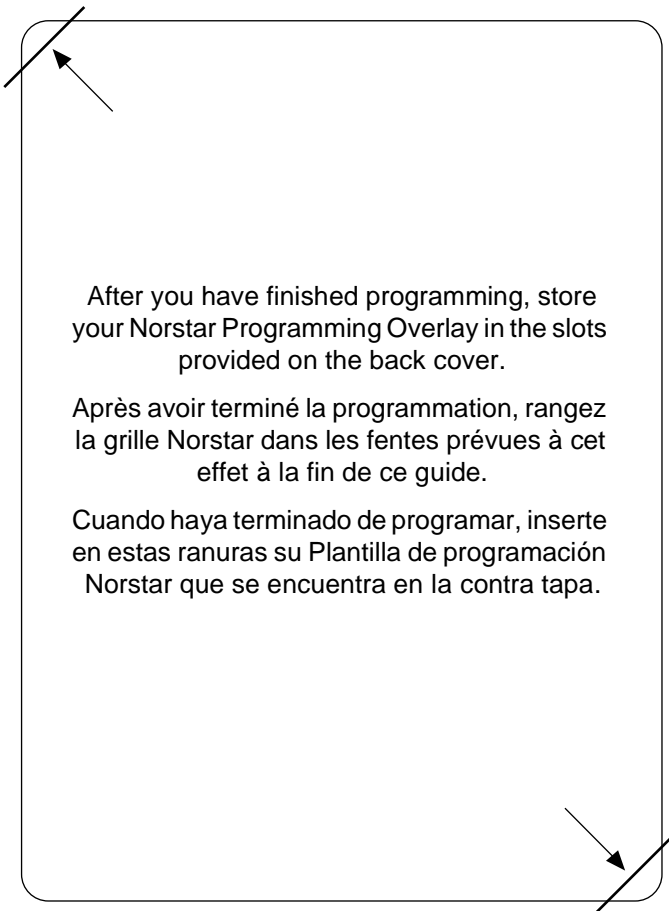 After you have finished programming, store
your Norstar Programming Overlay in the slots
provided on the back cover.
Après avoir terminé la programmation, rangez
la grille Norstar dans les fentes prévues à cet
effet à la fin de ce guide.
Cuando haya terminado de programar, inserte
en estas ranuras su Plantilla de programación
Norstar que se encuentra en la contra tapa.